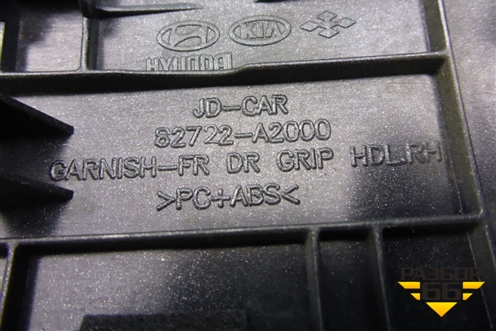 KIA
HYUNDAI
JD-CAR
82722-A2000
GARNISH-FR DR GRIP HDL.RH
>PC+ABS<
РАЗБОР
66